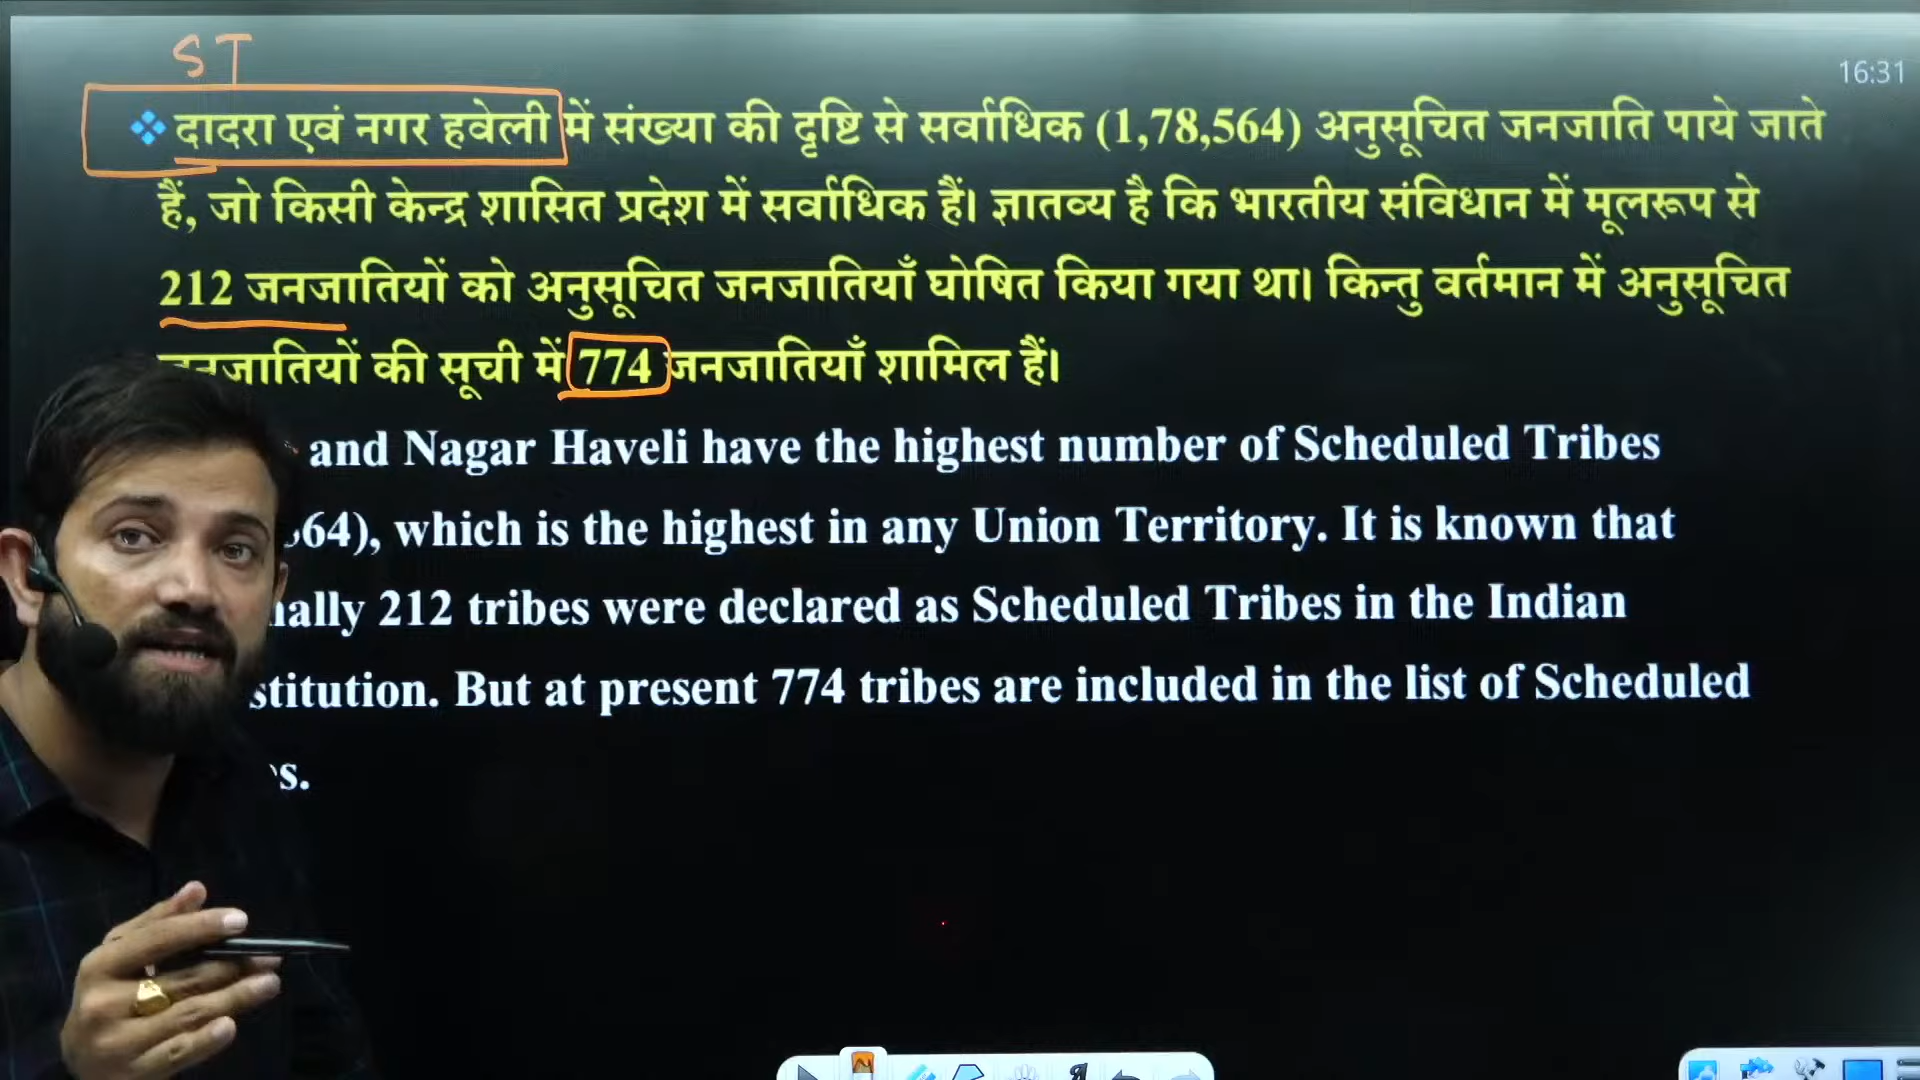 ST
16:31
❖ दादरा एवं नगर हवेली में संख्या की दृष्टि से सर्वाधिक (1,78,564) अनुसूचित जनजाति पाये जाते
हैं, जो किसी केन्द्र शासित प्रदेश में सर्वाधिक हैं। ज्ञातव्य है कि भारतीय संविधान में मूलरूप से
212 जनजातियों को अनुसूचित जनजातियाँ घोषित किया गया था। किन्तु वर्तमान में अनुसूचित
जनजातियों की सूची में 774 जनजातियाँ शामिल हैं।
and Nagar Haveli have the highest number of Scheduled Tribes
64), which is the highest in any Union Territory. It is known that
nally 212 tribes were declared as Scheduled Tribes in the Indian
stitution. But at present 774 tribes are included in the list of Scheduled
s.